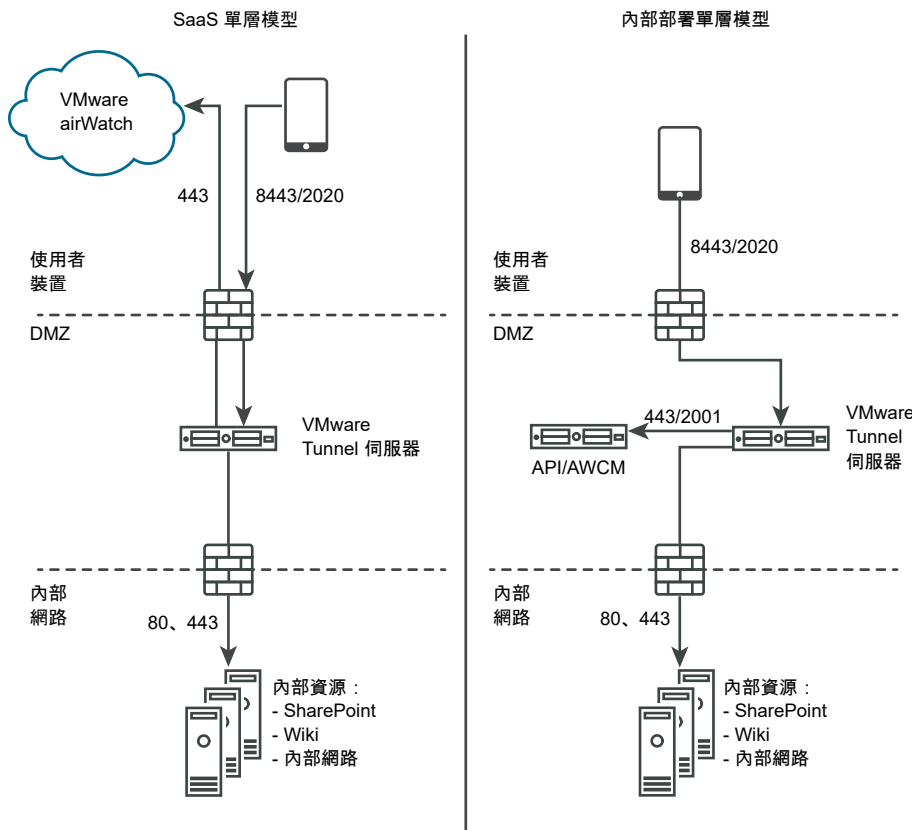 SaaS 單層模型
VMware
airWatch
443
8443/2020
使用者
裝置
DMZ
VMware
Tunnel 伺服器
內部
網路
80、443
內部資源：
- SharePoint
- Wiki
- 內部網路
內部部署單層模型
8443/2020
使用者
裝置
DMZ
443/2001
API/AWCM
VMware
Tunnel
伺服器
內部
網路
80、443
內部資源：
- SharePoint
- Wiki
- 內部網路